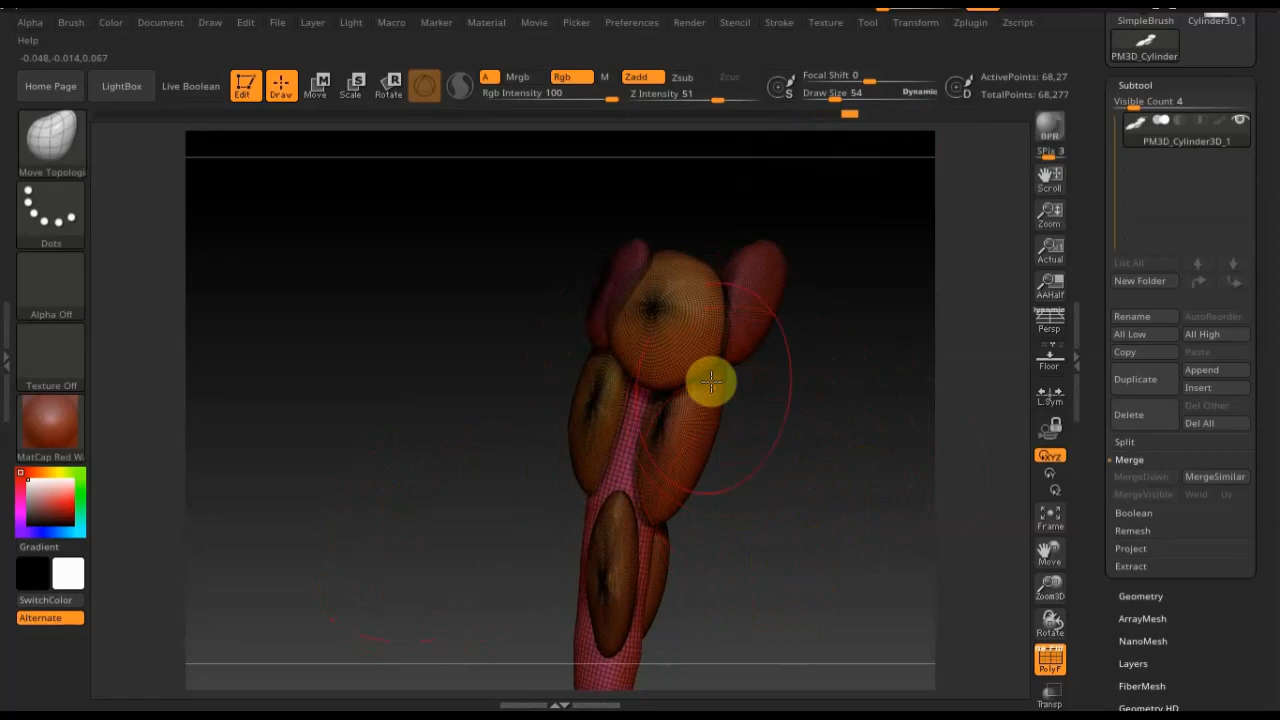 Alpha Brush Color Document Draw Edit File Layer Light Macro Marker Material Movie Picker Preferences Render Stencil Stroke Texture Tool Transform Zplugin Zscript
Help
-0.048,-0.014,0.067
Home Page
LightBox
Live Boolean
Edit
Draw
Move
Scale
Rotate
A
Mrgb
Rgb
M
Rgb Intensity 100
Zadd
Zsub
Zcut
Z Intensity 51
S
Focal Shift 0
Draw Size 54
Dynamic
D
ActivePoints: 68,27
TotalPoints: 68,277
Move Topologi
Dots
Alpha Off
Texture Off
MatCap Red Wa
Gradient
SwitchColor
Alternate
BPR
SPix 3
Scroll
Zoom
Actual
AAHalf
Dynamic
Persp
Floor
L.Sym
XYZ
Frame
Move
Zoom3D
Rotate
PolyF
Transp
SimpleBrush Cylinder3D_1
PM3D_Cylinder
Subtool
Visible Count 4
PM3D_Cylinder3D_1
List All
New Folder
Rename AutoReorder
All Low All High
Copy Paste
Duplicate Append
Insert
Delete Del Other
Del All
Split
Merge
MergeDown MergeSimilar
MergeVisible Weld Uv
Boolean
Remesh
Project
Extract
Geometry
ArrayMesh
NanoMesh
Layers
FiberMesh
Geometry HD